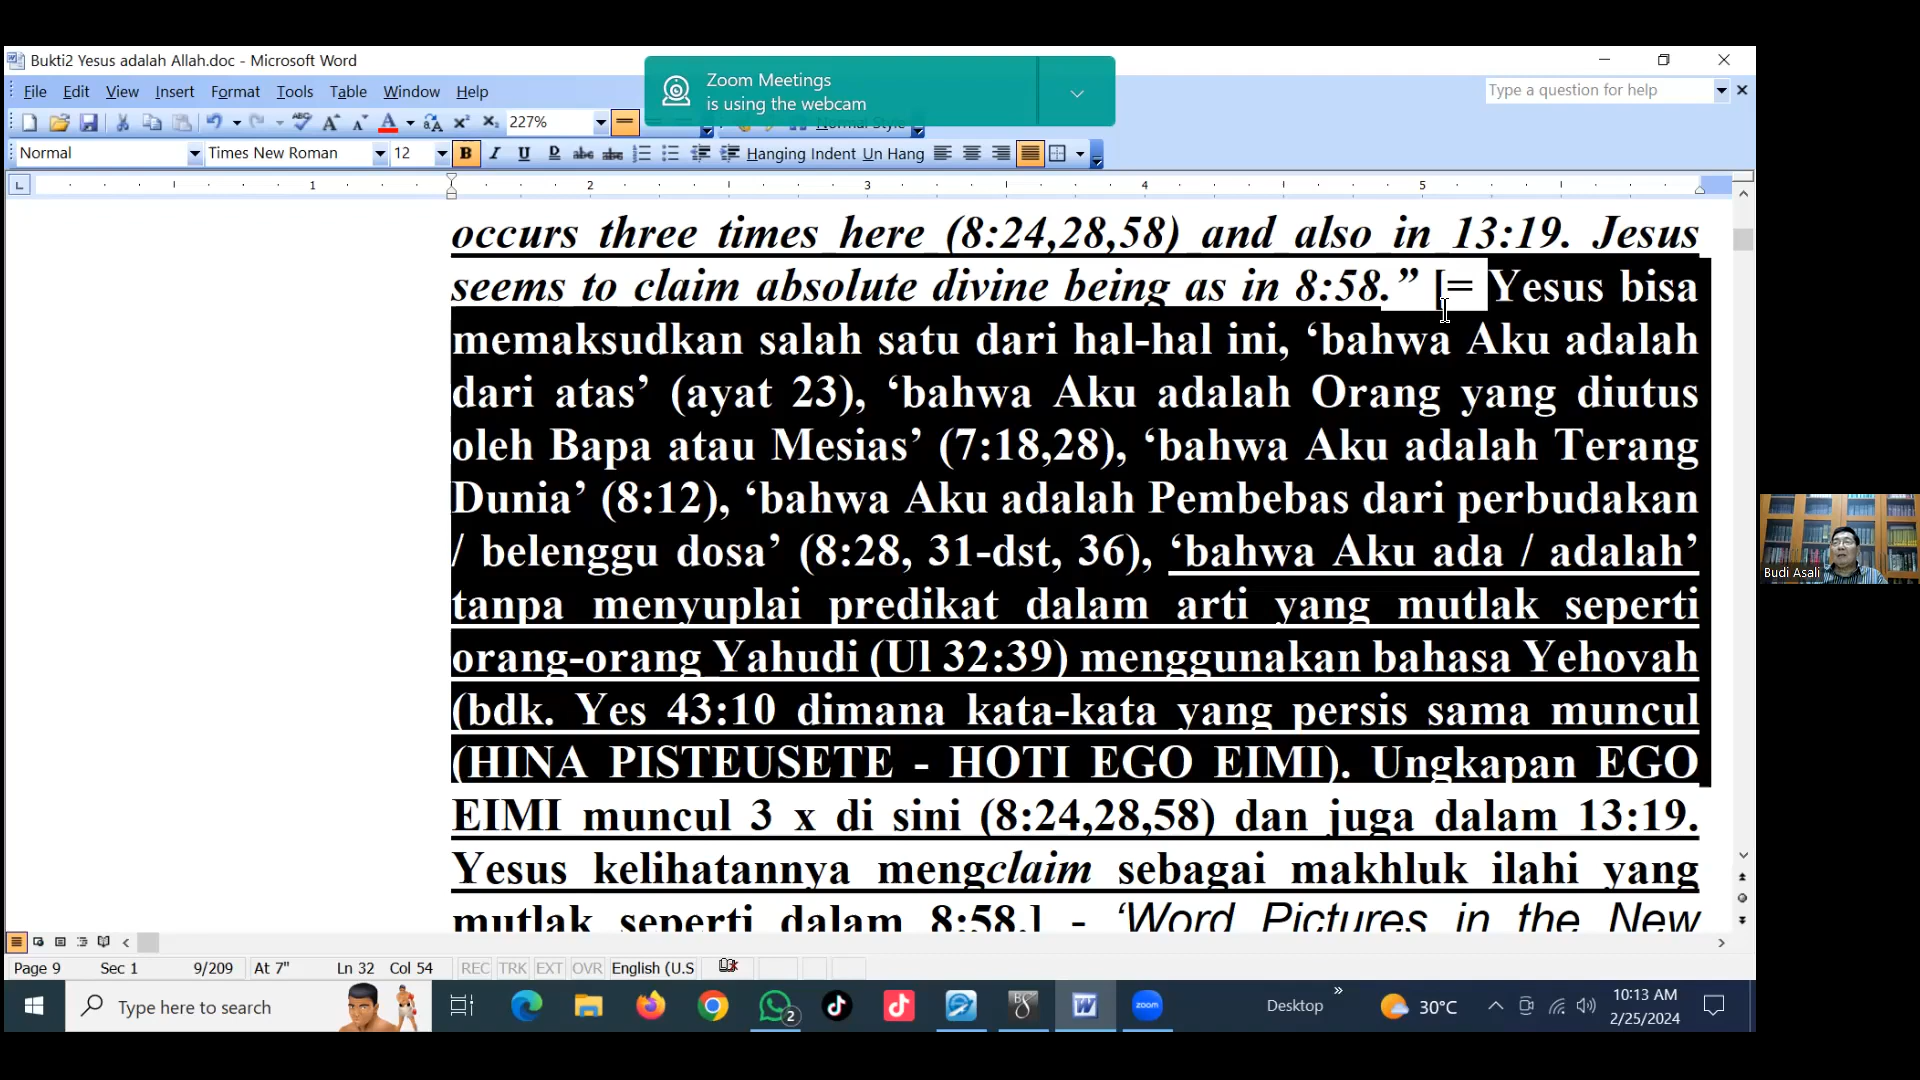 Bukti2 Yesus adalah Allah.doc - Microsoft Word
Zoom Meetings
is using the webcam
File Edit View Insert Format Tools Table Window Help
Type a question for help
227%
Normal Style
Normal Times New Roman 12 B I U D abc abc Hanging Indent Un Hang
1 2 3 4 5
occurs three times here (8:24,28,58) and also in 13:19. Jesus
seems to claim absolute divine being as in 8:58.” [= Yesus bisa
memaksudkan salah satu dari hal-hal ini, ‘bahwa Aku adalah
dari atas’ (ayat 23), ‘bahwa Aku adalah Orang yang diutus
oleh Bapa atau Mesias’ (7:18,28), ‘bahwa Aku adalah Terang
Dunia’ (8:12), ‘bahwa Aku adalah Pembebas dari perbudakan
/ belenggu dosa’ (8:28, 31-dst, 36), ‘bahwa Aku ada / adalah’
tanpa menyuplai predikat dalam arti yang mutlak seperti
orang-orang Yahudi (Ul 32:39) menggunakan bahasa Yehovah
(bdk. Yes 43:10 dimana kata-kata yang persis sama muncul
(HINA PISTEUSETE - HOTI EGO EIMI). Ungkapan EGO
EIMI muncul 3 x di sini (8:24,28,58) dan juga dalam 13:19.
Yesus kelihatannya mengclaim sebagai makhluk ilahi yang
mutlak seperti dalam 8:58.] - ‘Word Pictures in the New
Budi Asali
Page 9 Sec 1 9/209 At 7" Ln 32 Col 54 REC TRK EXT OVR English (U.S
Type here to search
2
zoom
Desktop
30°C
10:13 AM
2/25/2024